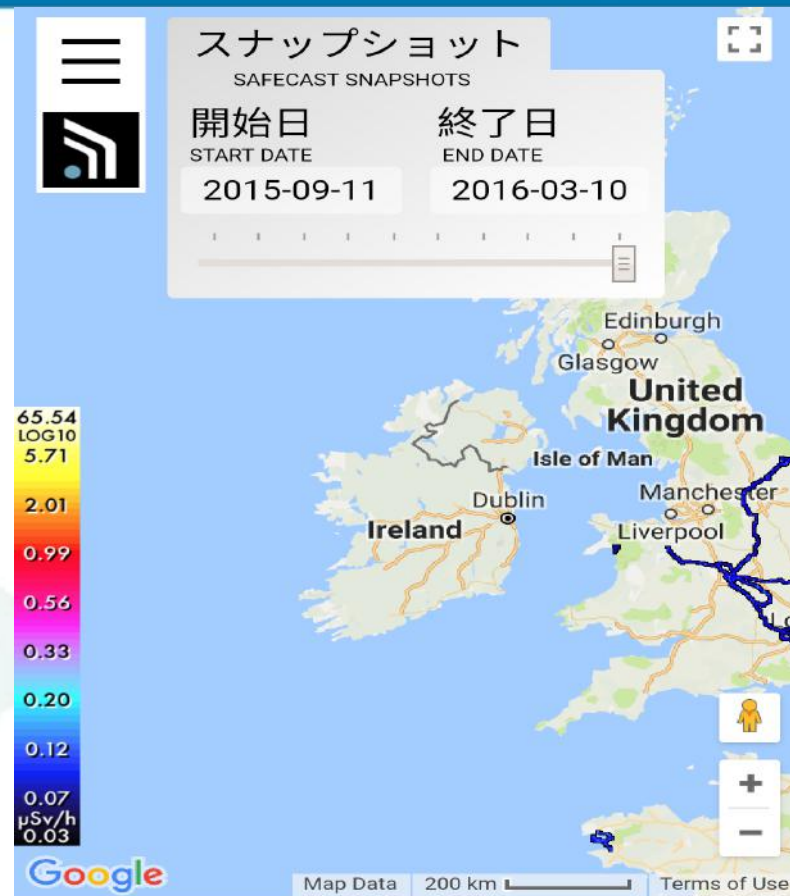 スナップショット
SAFECAST SNAPSHOTS
開始日 終了日
START DATE END DATE
2015-09-11 2016-03-10
Edinburgh
Glasgow
United
Kingdom
Isle of Man
Manchester
Dublin
Liverpool
Ireland
Lo
65.54
LOG10
5.71
2.01
0.99
0.56
0.33
0.20
0.12
0.07
µSv/h
0.03
+
−
Google
Map Data 200 km Terms of Use